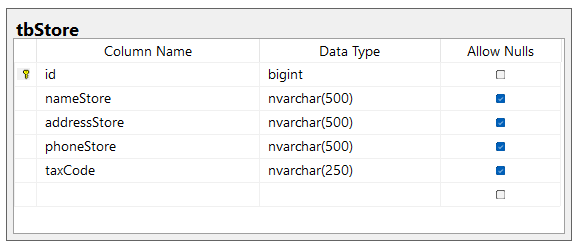 tbStore
Column Name Data Type Allow Nulls
id bigint
nameStore nvarchar(500)
addressStore nvarchar(500)
phoneStore nvarchar(500)
taxCode nvarchar(250)